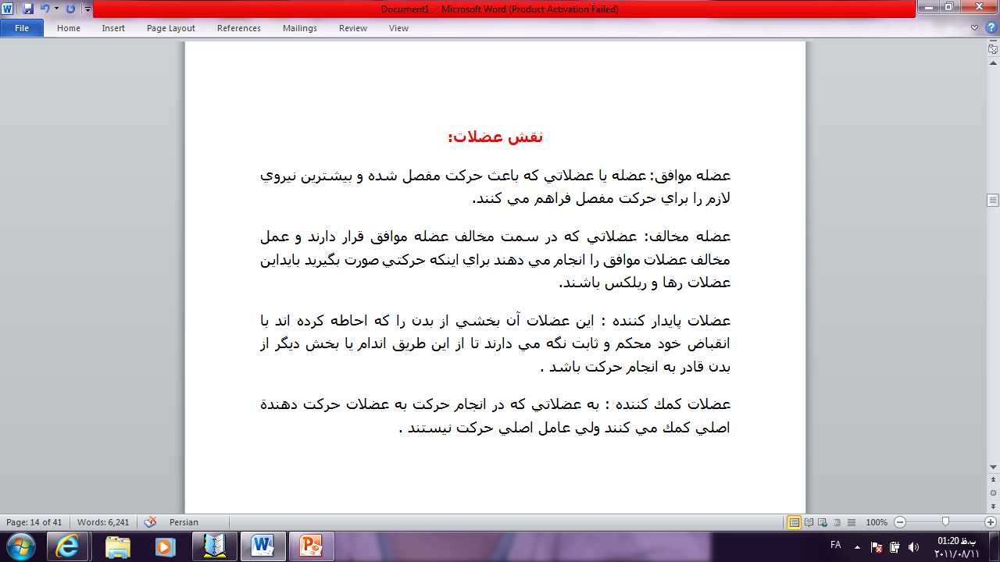 Document1 - Microsoft Word (Product Activation Failed)
File Home Insert Page Layout References Mailings Review View
نقش عضلات:
عضله موافق: عضله يا عضلاتي كه باعث حركت مفصل شده و بيشترين نيروي
لازم را براي حركت مفصل فراهم مي كنند.
عضله مخالف: عضلاتي كه در سمت مخالف عضله موافق قرار دارند و عمل
مخالف عضلات موافق را انجام مي دهند براي اينكه حركتي صورت بگيريد بايداين
عضلات رها و ريلكس باشند.
عضلات پايدار كننده : اين عضلات آن بخشي از بدن را كه احاطه كرده اند با
انقباض خود محكم و ثابت نگه مي دارند تا از اين طريق اندام يا بخش ديگر از
بدن قادر به انجام حركت باشد .
عضلات كمك كننده : به عضلاتي كه در انجام حركت به عضلات حركت دهندة
اصلي كمك مي كنند ولي عامل اصلي حركت نيستند .
Page: 14 of 41 Words: 6,241 Persian 100%
FA 01:20 ب.ظ
٢٠١١/٠٨/١١